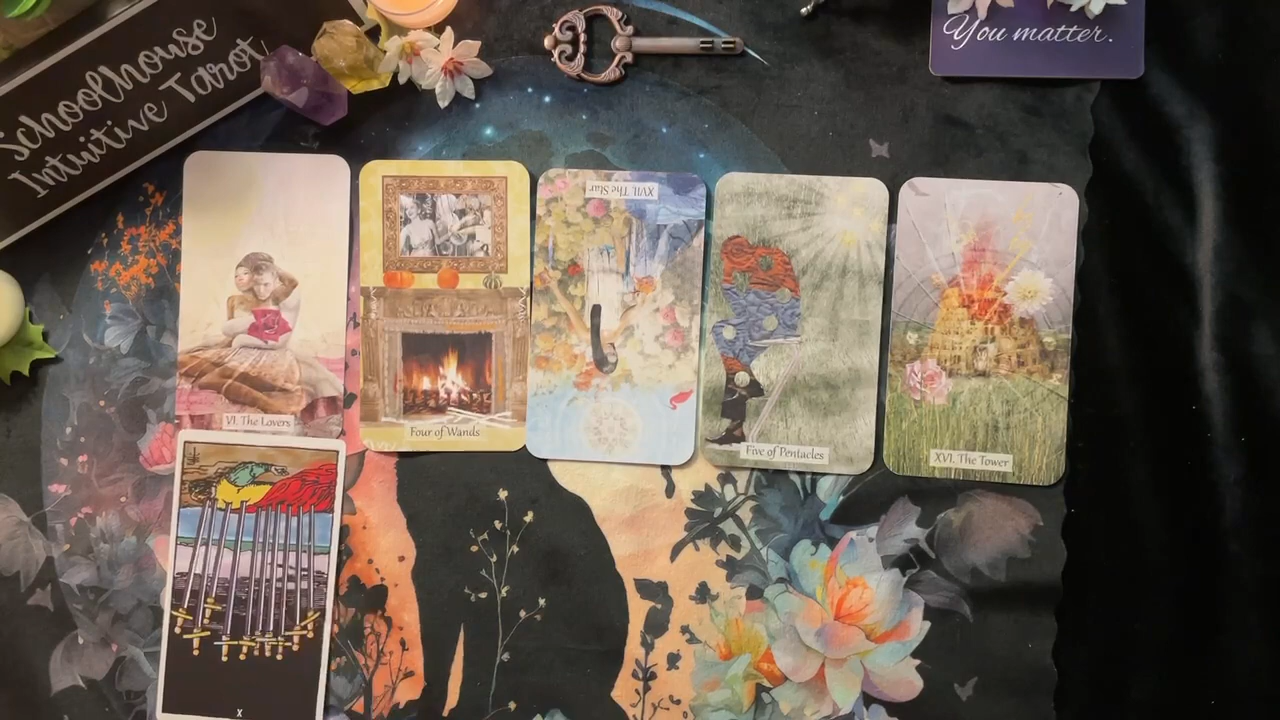 Schoolhouse
Intuitive Tarot
You matter.
VI. The Lovers
Four of Wands
XVII. The Star
Five of Pentacles
XVI. The Tower
X